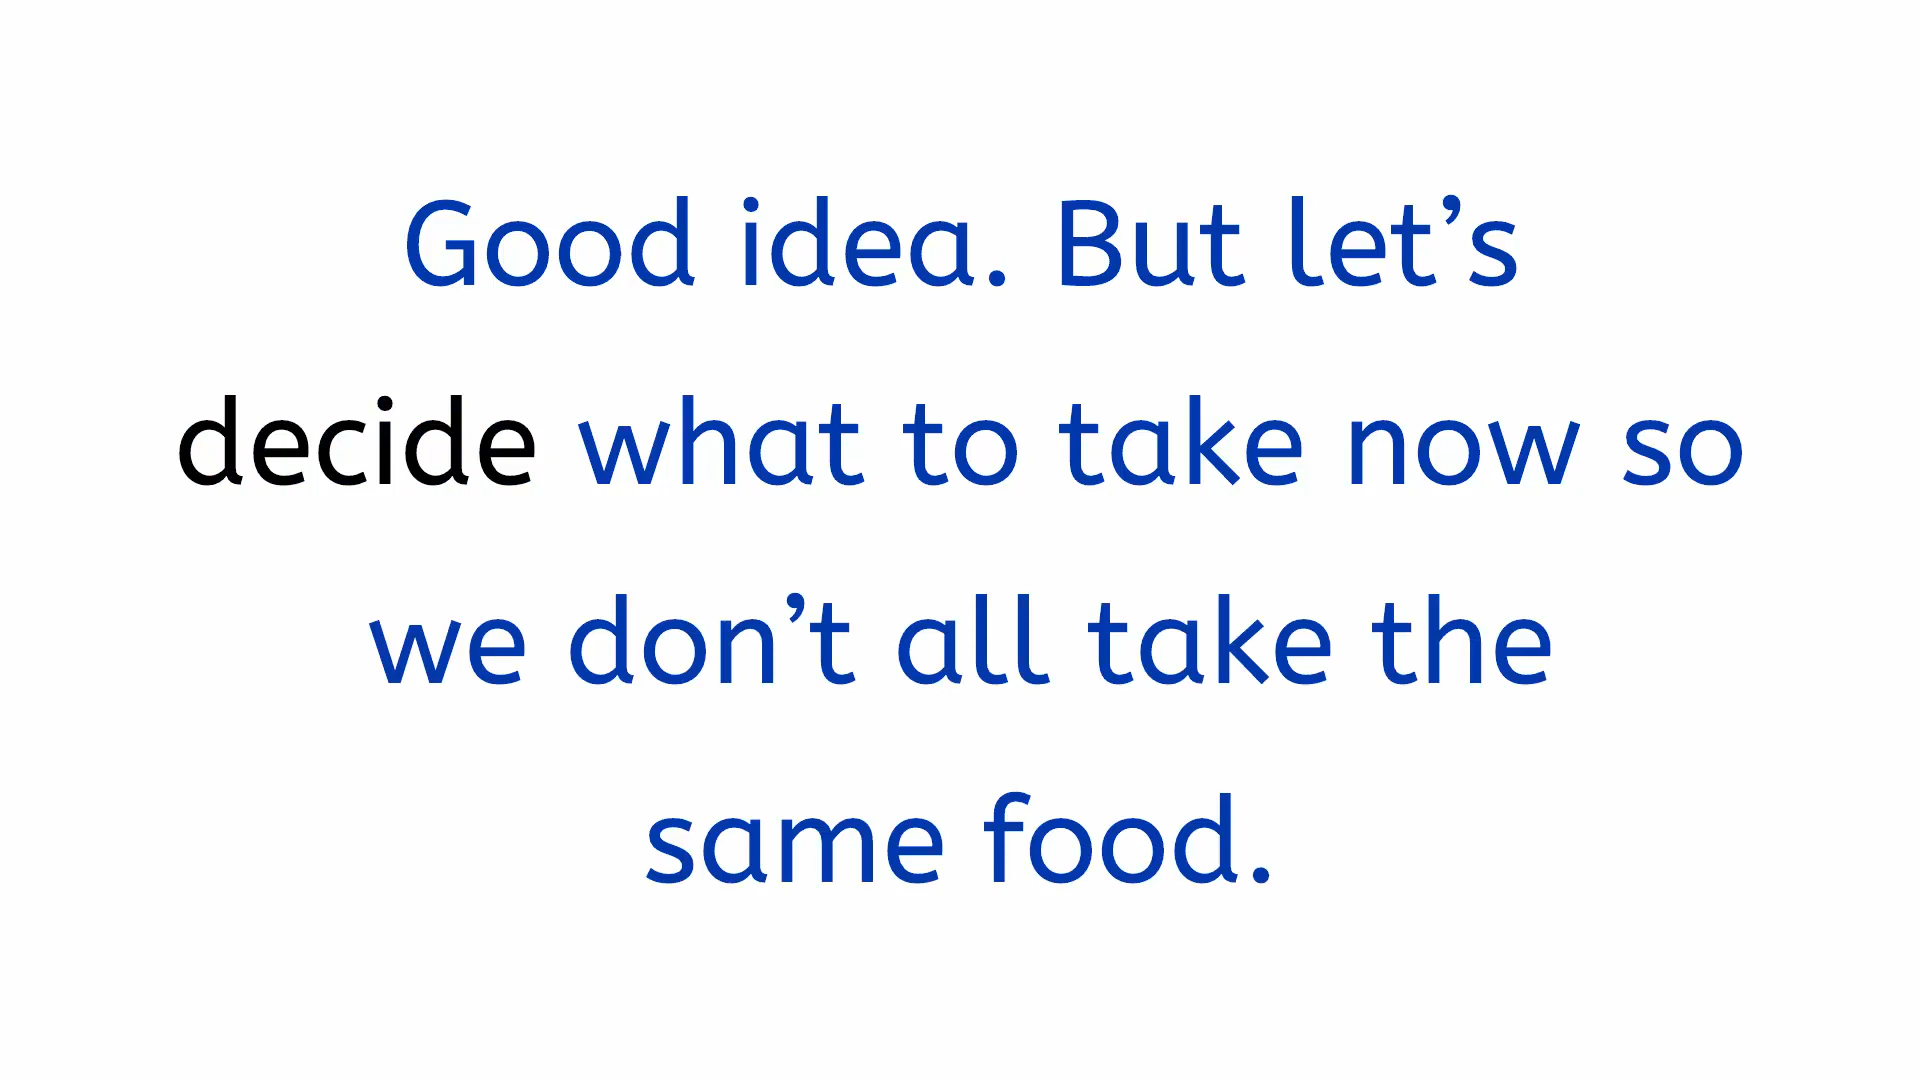 Good idea. But let’s
decide what to take now so
we don’t all take the
same food.